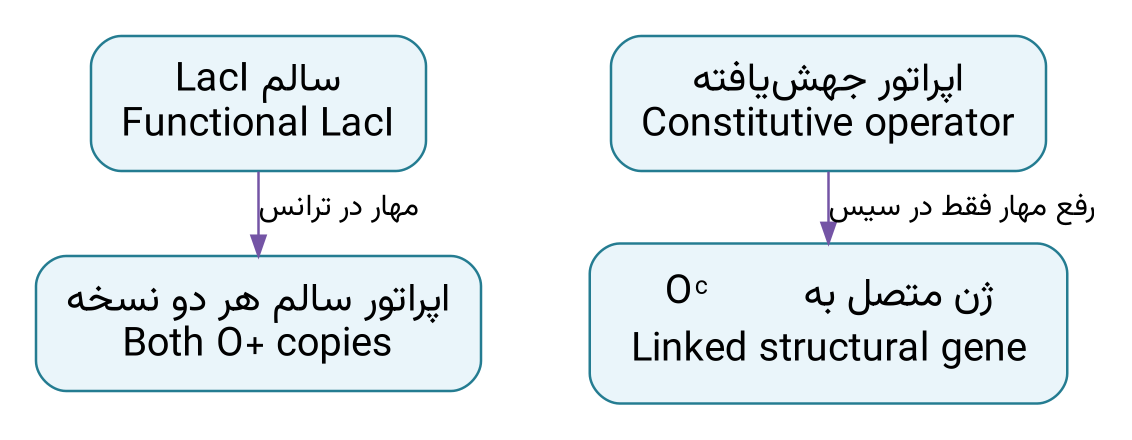 LacI سالم
Functional LacI
مهار در ترانس
اپراتور سالم هر دو نسخه
Both O+ copies
اپراتور جهش‌یافته
Constitutive operator
رفع مهار فقط در سیس
ژن متصل به Oᶜ
Linked structural gene